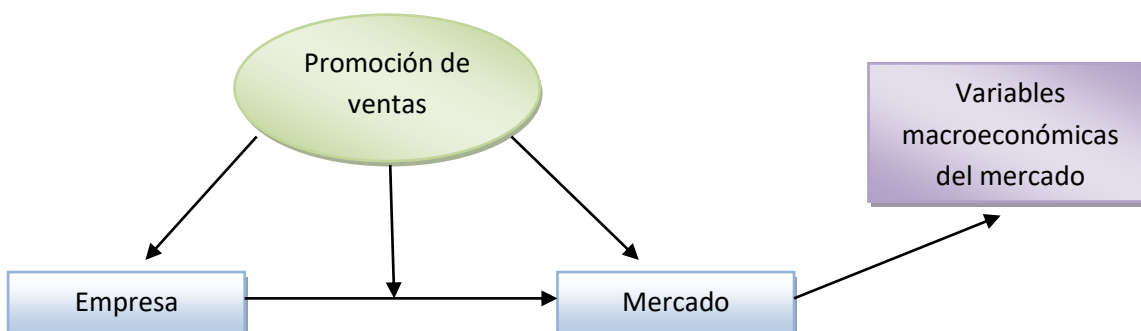 Promoción de
ventas
Variables
macroeconómicas
del mercado
Empresa
Mercado